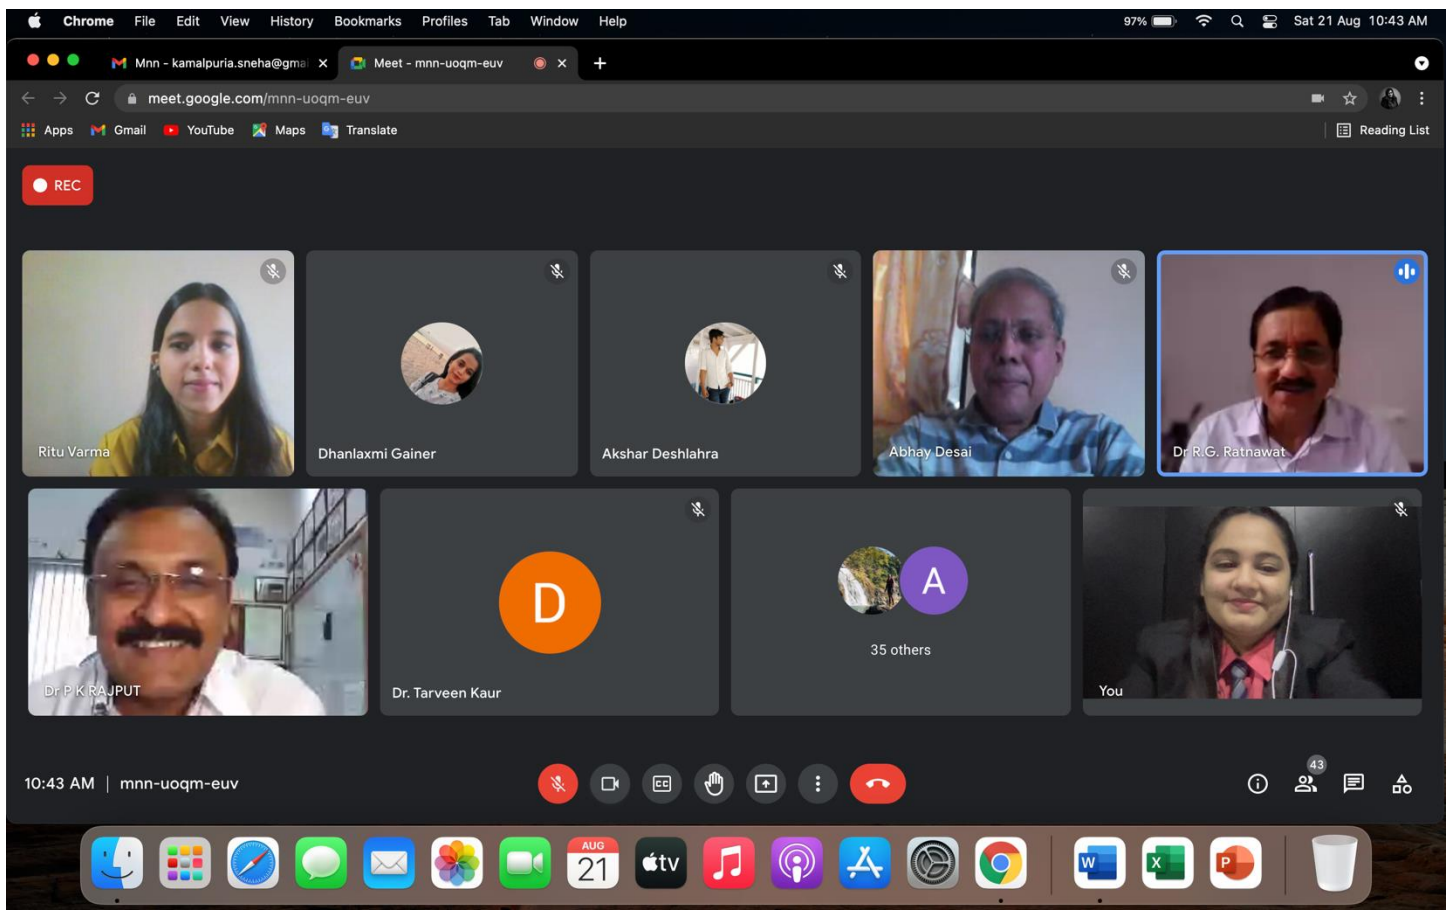 Chrome File Edit View History Bookmarks Profiles Tab Window Help 97% Sat 21 Aug 10:43 AM
Mnn - kamalpuria.sneha@gmai Meet - mnn-uoqm-euv
meet.google.com/mnn-uoqm-euv
Apps Gmail YouTube Maps Translate Reading List
REC
Ritu Varma Dhanlaxmi Gainer Akshar Deshlahra Abhay Desai Dr R.G. Ratnawat
D
A
35 others
Dr P K RAJPUT Dr. Tarveen Kaur You
10:43 AM | mnn-uoqm-euv CC 43
AUG
21 tv W X P